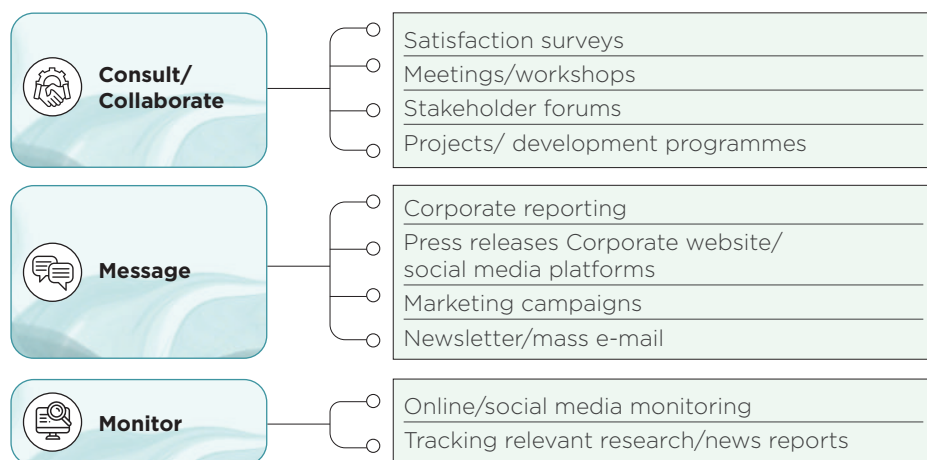 Consult/
Collaborate
Satisfaction surveys
Meetings/workshops
Stakeholder forums
Projects/ development programmes
Message
Corporate reporting
Press releases Corporate website/
social media platforms
Marketing campaigns
Newsletter/mass e-mail
Monitor
Online/social media monitoring
Tracking relevant research/news reports